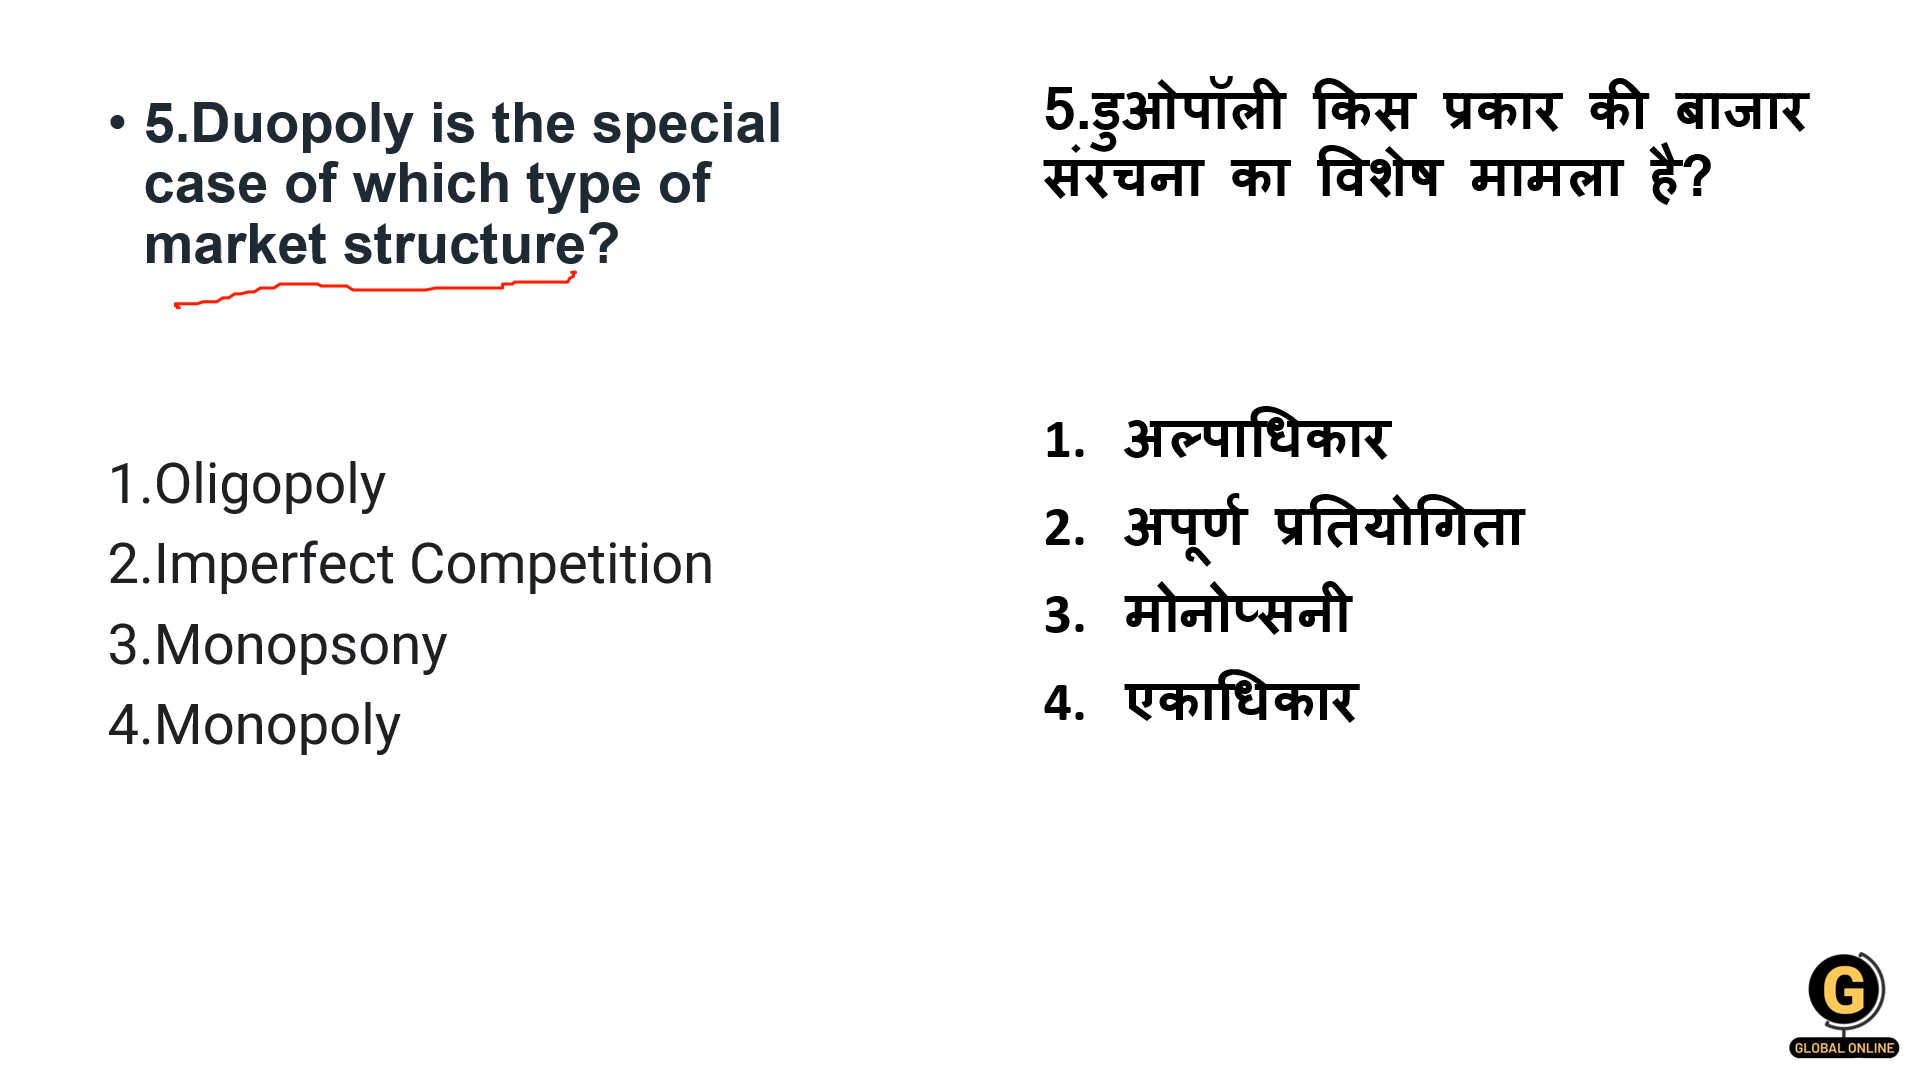 • 5.Duopoly is the special
case of which type of
market structure?
1.Oligopoly
2.Imperfect Competition
3.Monopsony
4.Monopoly
5.डुओपॉली किस प्रकार की बाजार
संरचना का विशेष मामला है?
1. अल्पाधिकार
2. अपूर्ण प्रतियोगिता
3. मोनोप्सनी
4. एकाधिकार
G
GLOBAL ONLINE